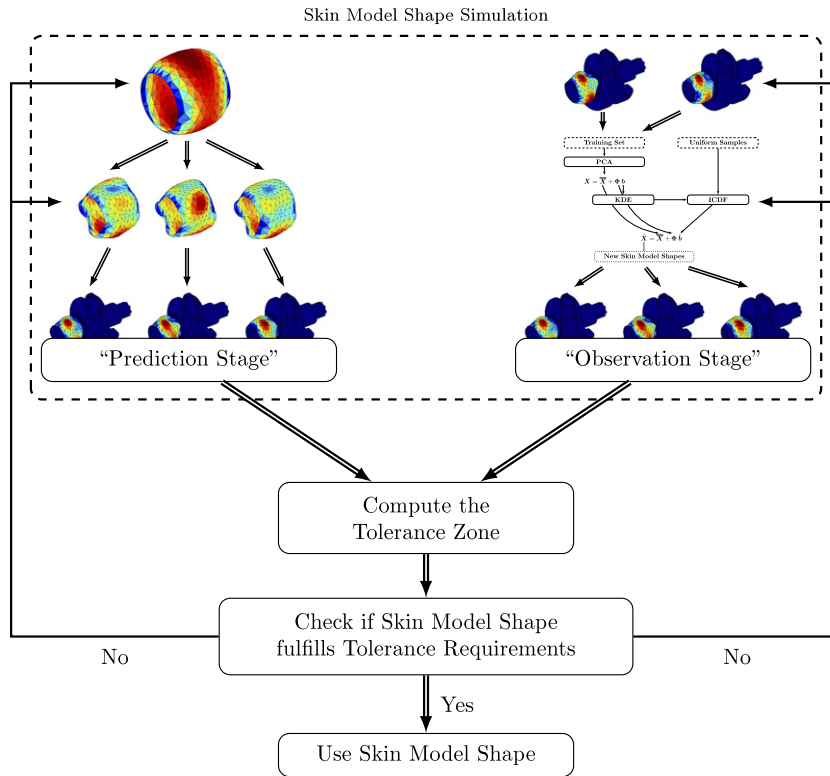 Skin Model Shape Simulation
Training Set
Uniform Samples
PCA
X = X̅ + Φ b
KDE
ICDF
X = X̅ + Φ b
New Skin Model Shapes
“Prediction Stage”
“Observation Stage”
Compute the
Tolerance Zone
Check if Skin Model Shape
fulfills Tolerance Requirements
No
No
Yes
Use Skin Model Shape